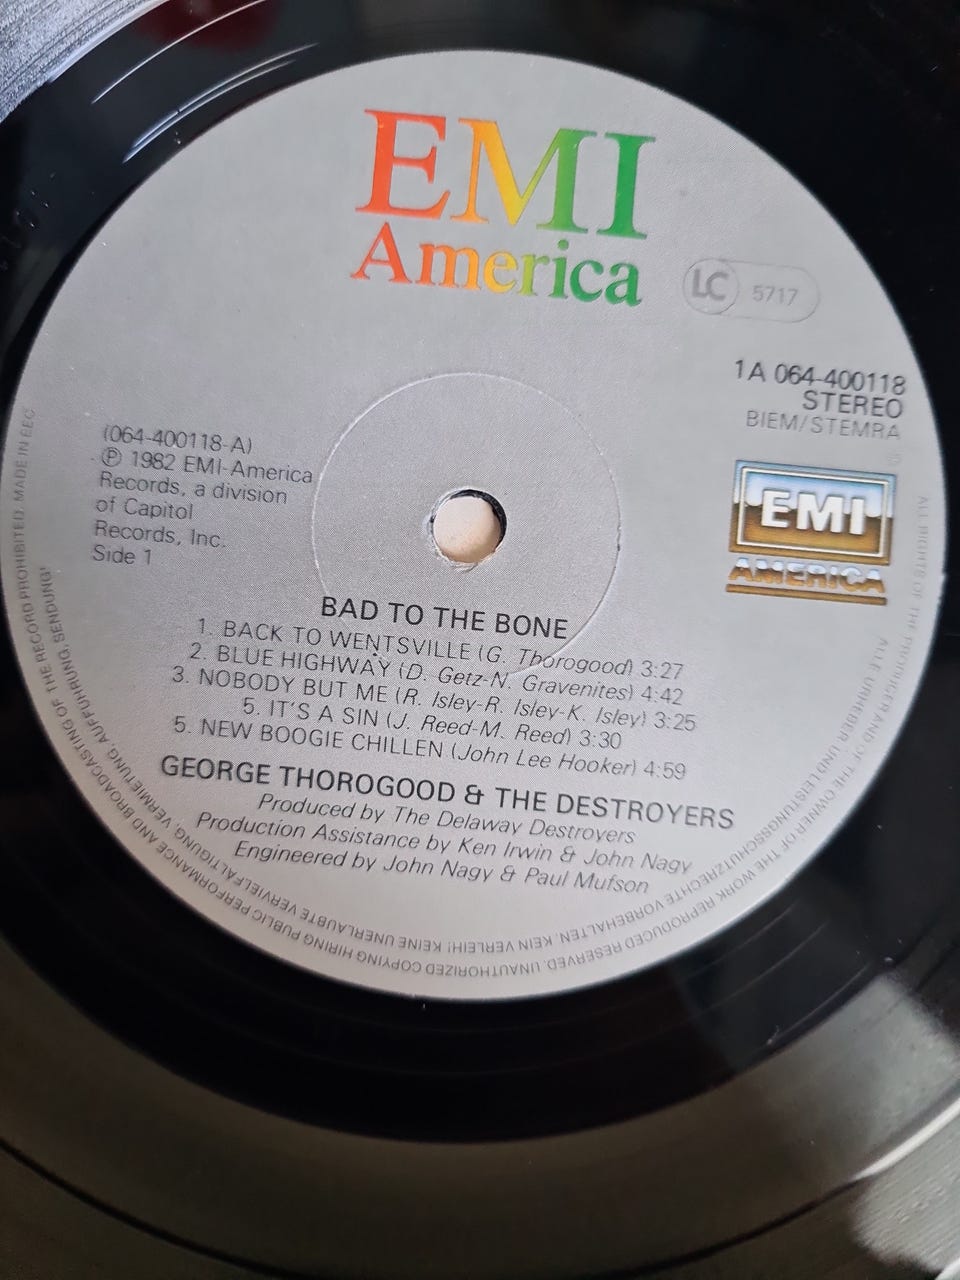 EMI
America
LC 5717
1A 064-400118
STEREO
BIEM/STEMRA
(064-400118-A)
Ⓟ 1982 EMI-America
Records, a division
of Capitol
Records, Inc.
Side 1
EMI
AMERICA
BAD TO THE BONE
1. BACK TO WENTSVILLE (G. Thorogood) 3:27
2. BLUE HIGHWAY (D. Getz-N. Gravenites) 4:42
3. NOBODY BUT ME (R. Isley-R. Isley-K. Isley) 3:25
5. IT'S A SIN (J. Reed-M. Reed) 3:30
5. NEW BOOGIE CHILLEN (John Lee Hooker) 4:59
GEORGE THOROGOOD & THE DESTROYERS
Produced by The Delaway Destroyers
Production Assistance by Ken Irwin & John Nagy
Engineered by John Nagy & Paul Mufson
ALL RIGHTS OF THE PRODUCER AND OF THE OWNER OF THE WORK REPRODUCED RESERVED. UNAUTHORIZED COPYING HIRING PUBLIC PERFORMANCE AND BROADCASTING OF THE RECORD PROHIBITED. MADE IN EEC
ALLE URHEBER UND LEISTUNGSSCHUTZRECHTE VORBEHALTEN. KEIN VERLEIH! KEINE UNERLAUBTE VERVIELFÄLTIGUNG, VERMIETUNG, AUFFÜHRUNG, SENDUNG!